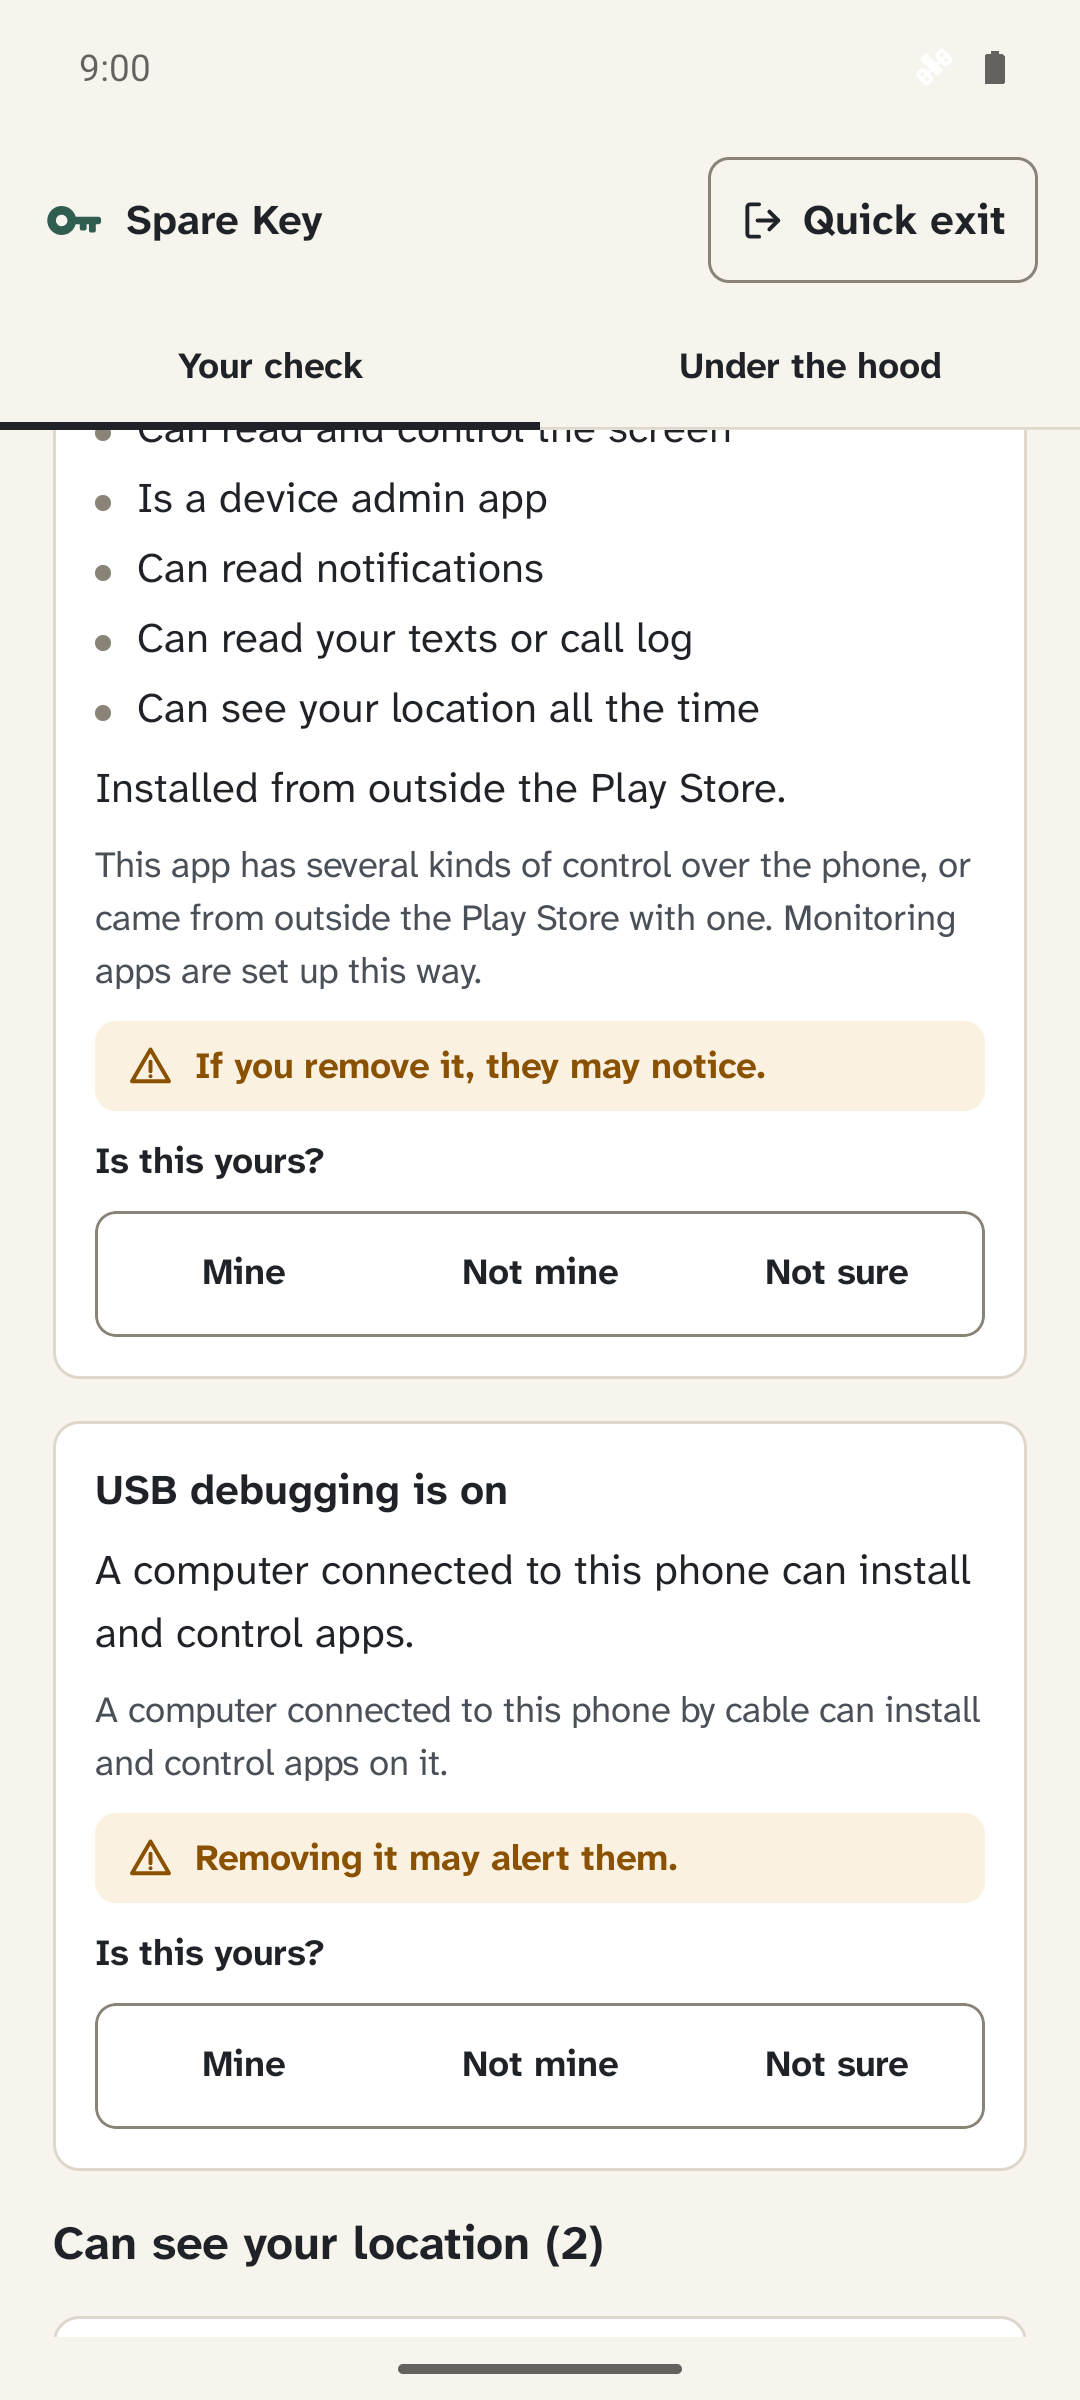 9:00
Spare Key
Quick exit
Your check
Under the hood
Can read and control the screen
Is a device admin app
Can read notifications
Can read your texts or call log
Can see your location all the time
Installed from outside the Play Store.
This app has several kinds of control over the phone, or
came from outside the Play Store with one. Monitoring
apps are set up this way.
If you remove it, they may notice.
Is this yours?
Mine
Not mine
Not sure
USB debugging is on
A computer connected to this phone can install
and control apps.
A computer connected to this phone by cable can install
and control apps on it.
Removing it may alert them.
Is this yours?
Mine
Not mine
Not sure
Can see your location (2)